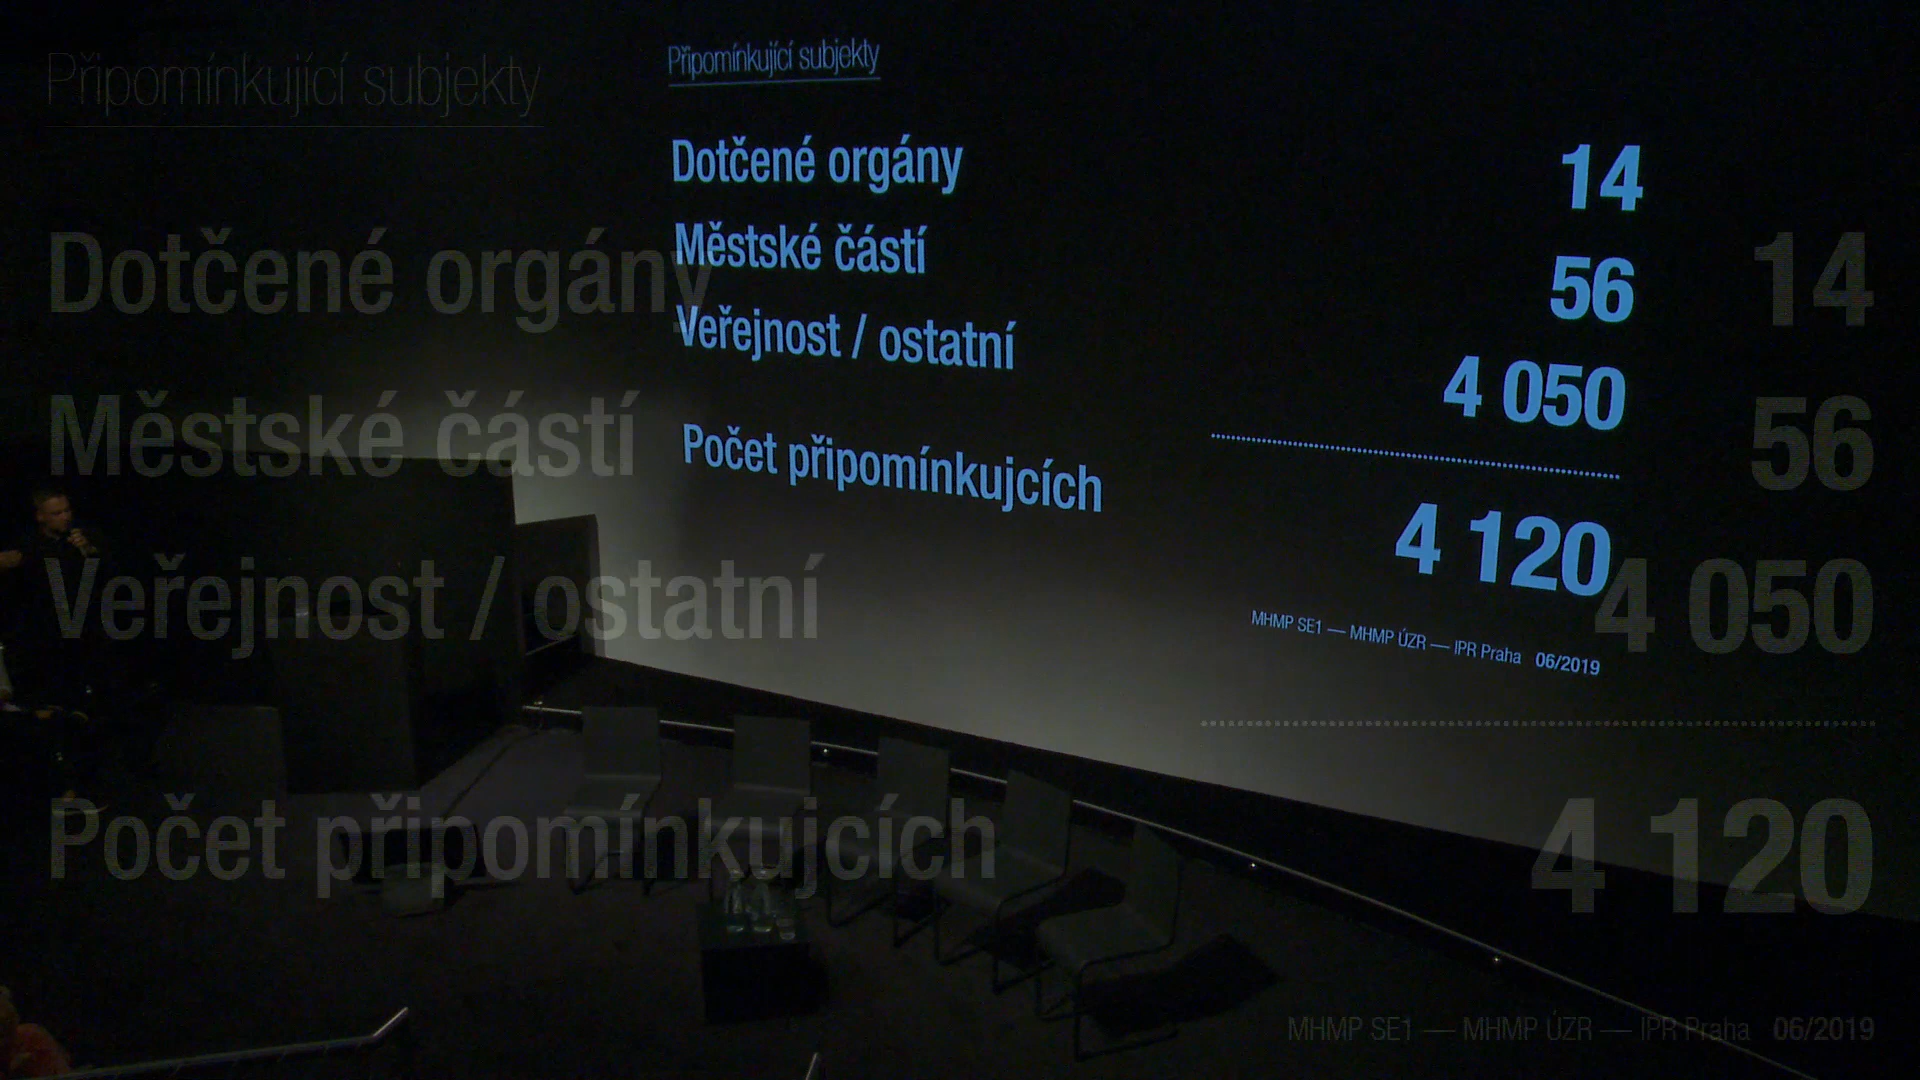 Připomínkující subjekty
Dotčené orgány 14
Městské částí 56
Veřejnost / ostatní 4 050
Počet připomínkujcích 4 120
MHMP SE1 — MHMP ÚZR — IPR Praha 06/2019
Připomínkující subjekty
Dotčené orgány 14
Městské částí 56
Veřejnost / ostatní 4 050
Počet připomínkujcích 4 120
MHMP SE1 — MHMP ÚZR — IPR Praha 06/2019